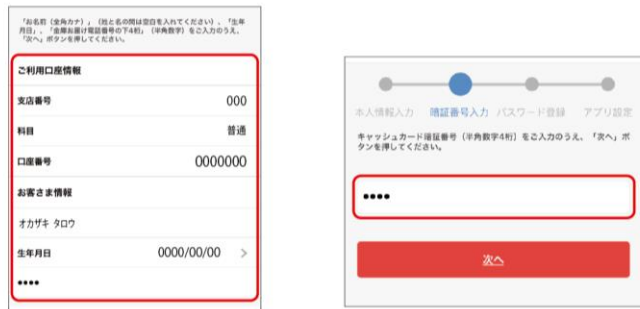 「お名前（全角カナ）」、（姓と名の間は空白を入れてください）、「生年
月日」、「金庫お届け電話番号の下4桁」（半角数字）をご入力のうえ、
「次へ」ボタンを押してください。
ご利用口座情報
支店番号 000
科目 普通
口座番号 0000000
お客さま情報
オカザキ タロウ
生年月日 0000/00/00 >
••••
本人情報入力 暗証番号入力 パスワード登録 アプリ設定
キャッシュカード暗証番号（半角数字4桁）をご入力のうえ、「次へ」ボ
タンを押してください。
••••
次へ